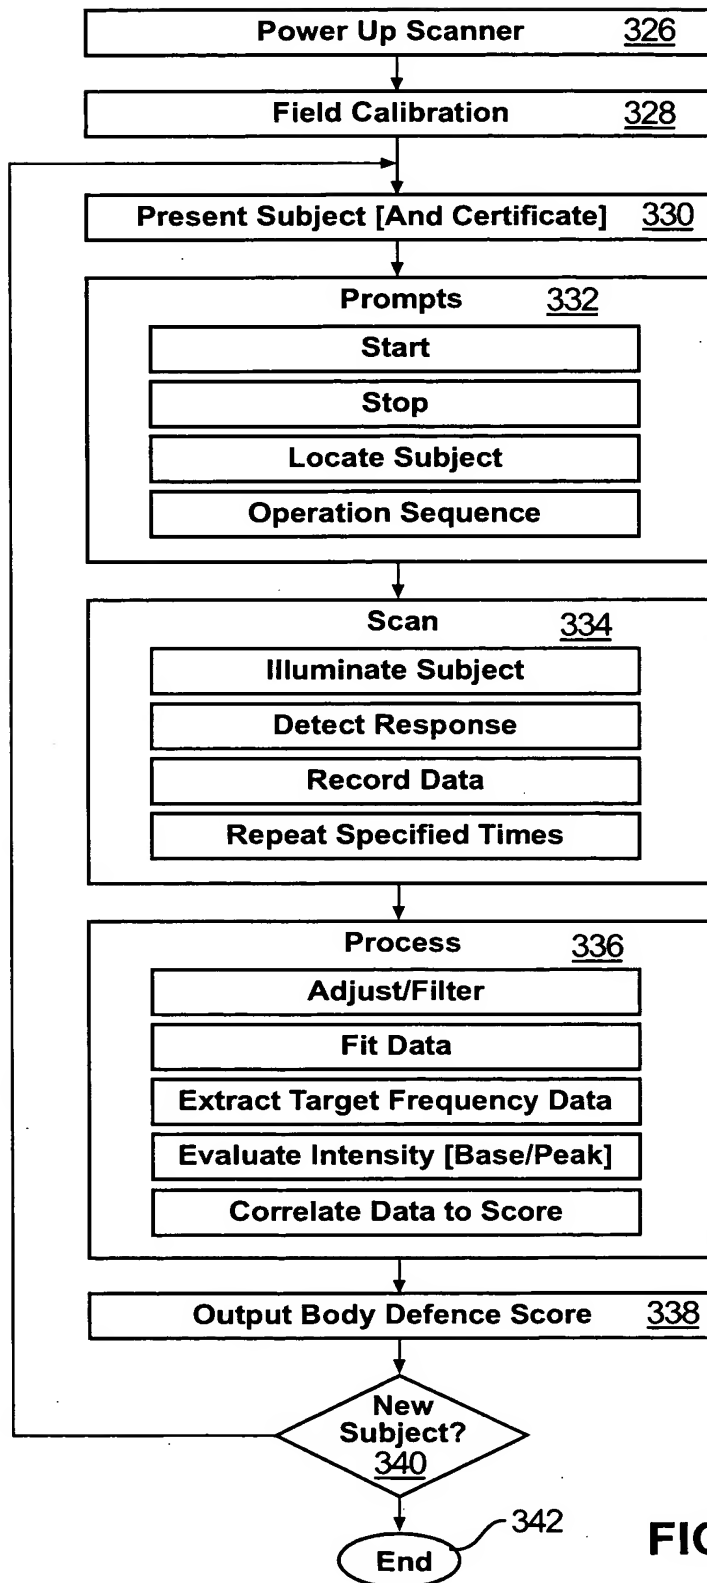 Power Up Scanner 326
Field Calibration 328
Present Subject [And Certificate] 330
Prompts 332
Start
Stop
Locate Subject
Operation Sequence
Scan 334
Illuminate Subject
Detect Response
Record Data
Repeat Specified Times
Process 336
Adjust/Filter
Fit Data
Extract Target Frequency Data
Evaluate Intensity [Base/Peak]
Correlate Data to Score
Output Body Defence Score 338
New
Subject?
340
342
End
FIG